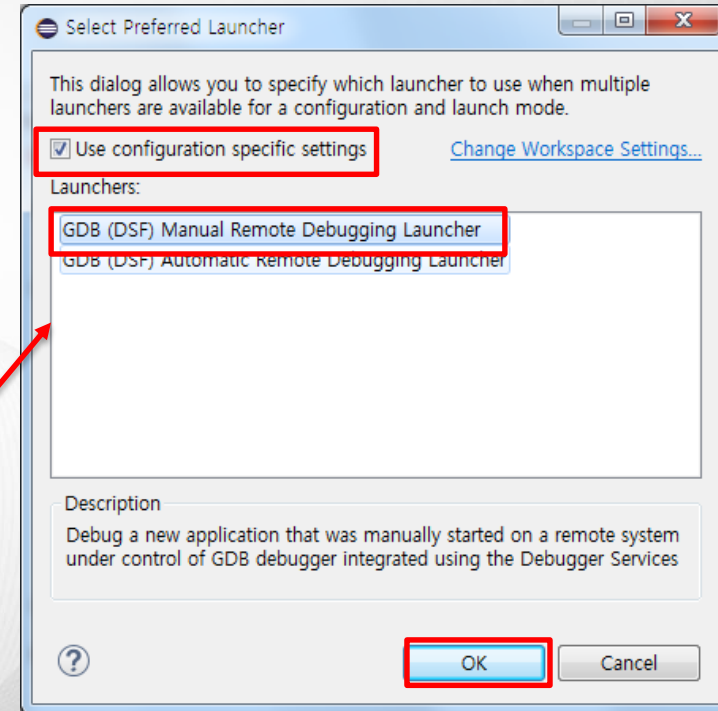 Select Preferred Launcher
This dialog allows you to specify which launcher to use when multiple
launchers are available for a configuration and launch mode.
Use configuration specific settings
Change Workspace Settings...
Launchers:
GDB (DSF) Manual Remote Debugging Launcher
GDB (DSF) Automatic Remote Debugging Launcher
Description
Debug a new application that was manually started on a remote system
under control of GDB debugger integrated using the Debugger Services
?
OK
Cancel